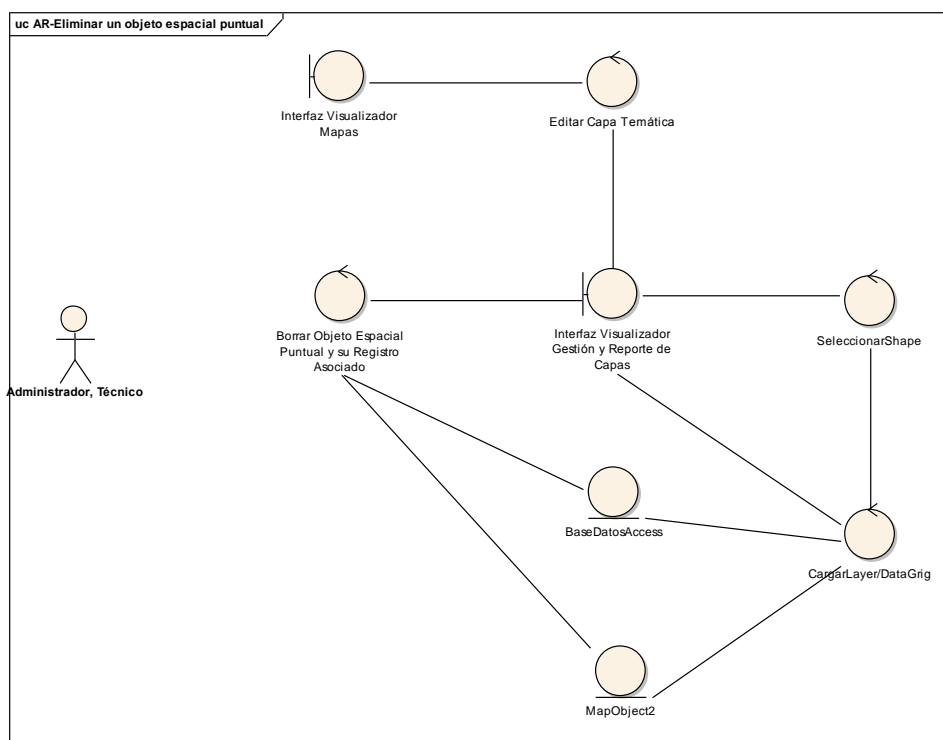 uc AR-Eliminar un objeto espacial puntual
Interfaz Visualizador
Mapas
Editar Capa Temática
Borrar Objeto Espacial
Puntual y su Registro
Asociado
Interfaz Visualizador
Gestión y Reporte de
Capas
SeleccionarShape
Administrador, Técnico
BaseDatosAccess
CargarLayer/DataGrig
MapObject2